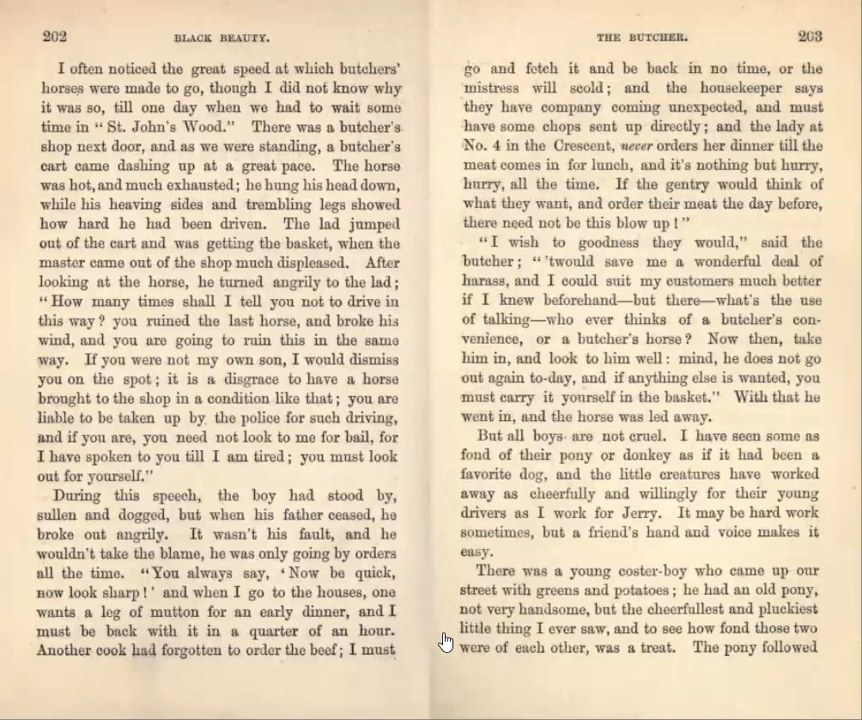 202
BLACK BEAUTY.
I often noticed the great speed at which butchers'
horses were made to go, though I did not know why
it was so, till one day when we had to wait some
time in " St. John's Wood." There was a butcher's
shop next door, and as we were standing, a butcher's
cart came dashing up at a great pace. The horse
was hot, and much exhausted; he hung his head down,
while his heaving sides and trembling legs showed
how hard he had been driven. The lad jumped
out of the cart and was getting the basket, when the
master came out of the shop much displeased. After
looking at the horse, he turned angrily to the lad;
" How many times shall I tell you not to drive in
this way? you ruined the last horse, and broke his
wind, and you are going to ruin this in the same
way. If you were not my own son, I would dismiss
you on the spot; it is a disgrace to have a horse
brought to the shop in a condition like that; you are
liable to be taken up by the police for such driving,
and if you are, you need not look to me for bail, for
I have spoken to you till I am tired; you must look
out for yourself."
During this speech, the boy had stood by,
sullen and dogged, but when his father ceased, he
broke out angrily. It wasn't his fault, and he
wouldn't take the blame, he was only going by orders
all the time. "You always say, 'Now be quick,
now look sharp!' and when I go to the houses, one
wants a leg of mutton for an early dinner, and I
must be back with it in a quarter of an hour.
Another cook had forgotten to order the beef; I must
THE BUTCHER.
203
go and fetch it and be back in no time, or the
mistress will scold; and the housekeeper says
they have company coming unexpected, and must
have some chops sent up directly; and the lady at
No. 4 in the Crescent, never orders her dinner till the
meat comes in for lunch, and it's nothing but hurry,
hurry, all the time. If the gentry would think of
what they want, and order their meat the day before,
there need not be this blow up!"
"I wish to goodness they would," said the
butcher; "'twould save me a wonderful deal of
harass, and I could suit my customers much better
if I knew beforehand—but there—what's the use
of talking—who ever thinks of a butcher's con-
venience, or a butcher's horse? Now then, take
him in, and look to him well: mind, he does not go
out again to-day, and if anything else is wanted, you
must carry it yourself in the basket." With that he
went in, and the horse was led away.
But all boys are not cruel. I have seen some as
fond of their pony or donkey as if it had been a
favorite dog, and the little creatures have worked
away as cheerfully and willingly for their young
drivers as I work for Jerry. It may be hard work
sometimes, but a friend's hand and voice makes it
easy.
There was a young coster-boy who came up our
street with greens and potatoes; he had an old pony,
not very handsome, but the cheerfullest and pluckiest
little thing I ever saw, and to see how fond those two
were of each other, was a treat. The pony followed